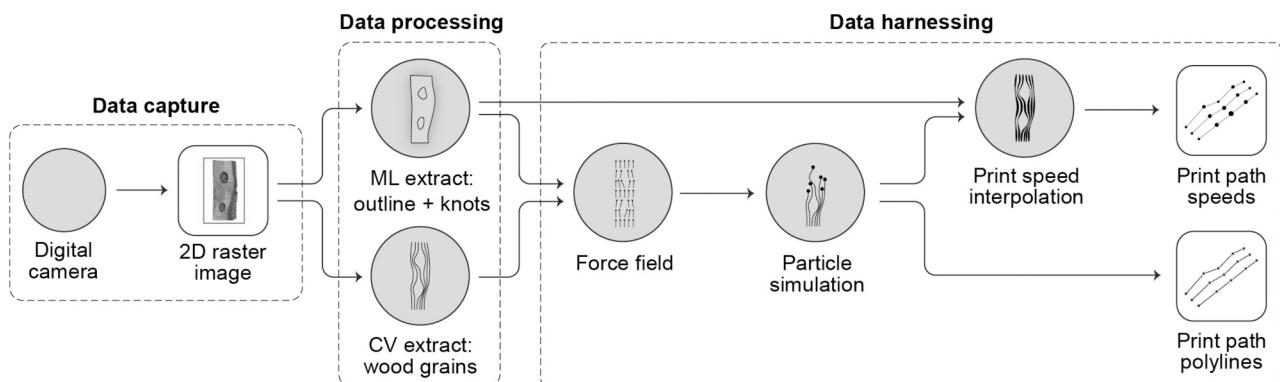 Data capture
Digital
camera
2D raster
image
Data processing
ML extract:
outline + knots
CV extract:
wood grains
Data harnessing
Force field
Particle
simulation
Print speed
interpolation
Print path
speeds
Print path
polylines